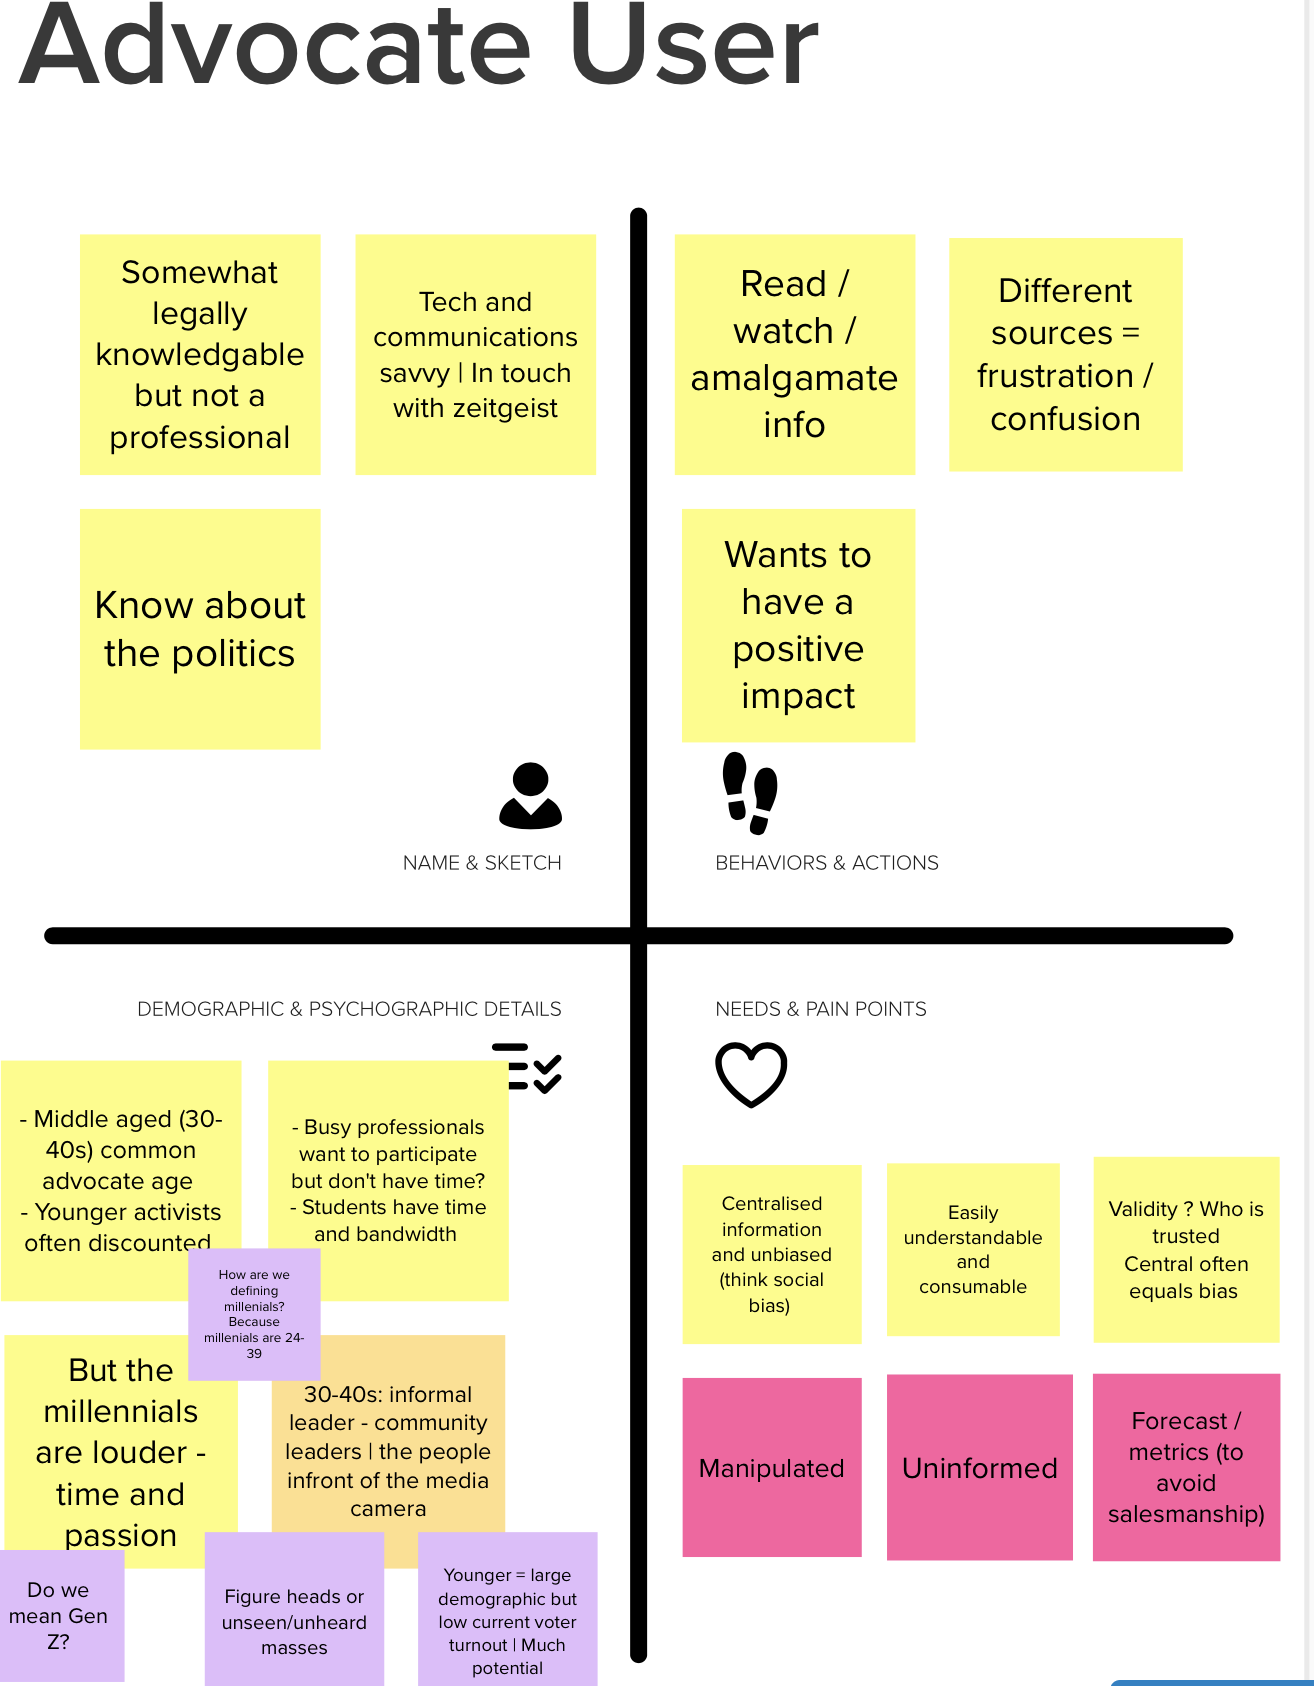 Advocate User
Somewhat
legally
knowledgable
but not a
professional
Tech and
communications
savvy | In touch
with zeitgeist
Know about
the politics
NAME & SKETCH
Read /
watch /
amalgamate
info
Different
sources =
frustration /
confusion
Wants to
have a
positive
impact
BEHAVIORS & ACTIONS
DEMOGRAPHIC & PSYCHOGRAPHIC DETAILS
- Middle aged (30-
40s) common
advocate age
- Younger activists
often discounted
- Busy professionals
want to participate
but don't have time?
- Students have time
and bandwidth
How are we
defining
millenials?
Because
millenials are 24-
39
But the
millennials
are louder -
time and
passion
30-40s: informal
leader - community
leaders | the people
infront of the media
camera
Do we
mean Gen
Z?
Figure heads or
unseen/unheard
masses
Younger = large
demographic but
low current voter
turnout | Much
potential
NEEDS & PAIN POINTS
Centralised
information
and unbiased
(think social
bias)
Easily
understandable
and
consumable
Validity ? Who is
trusted
Central often
equals bias
Manipulated
Uninformed
Forecast /
metrics (to
avoid
salesmanship)